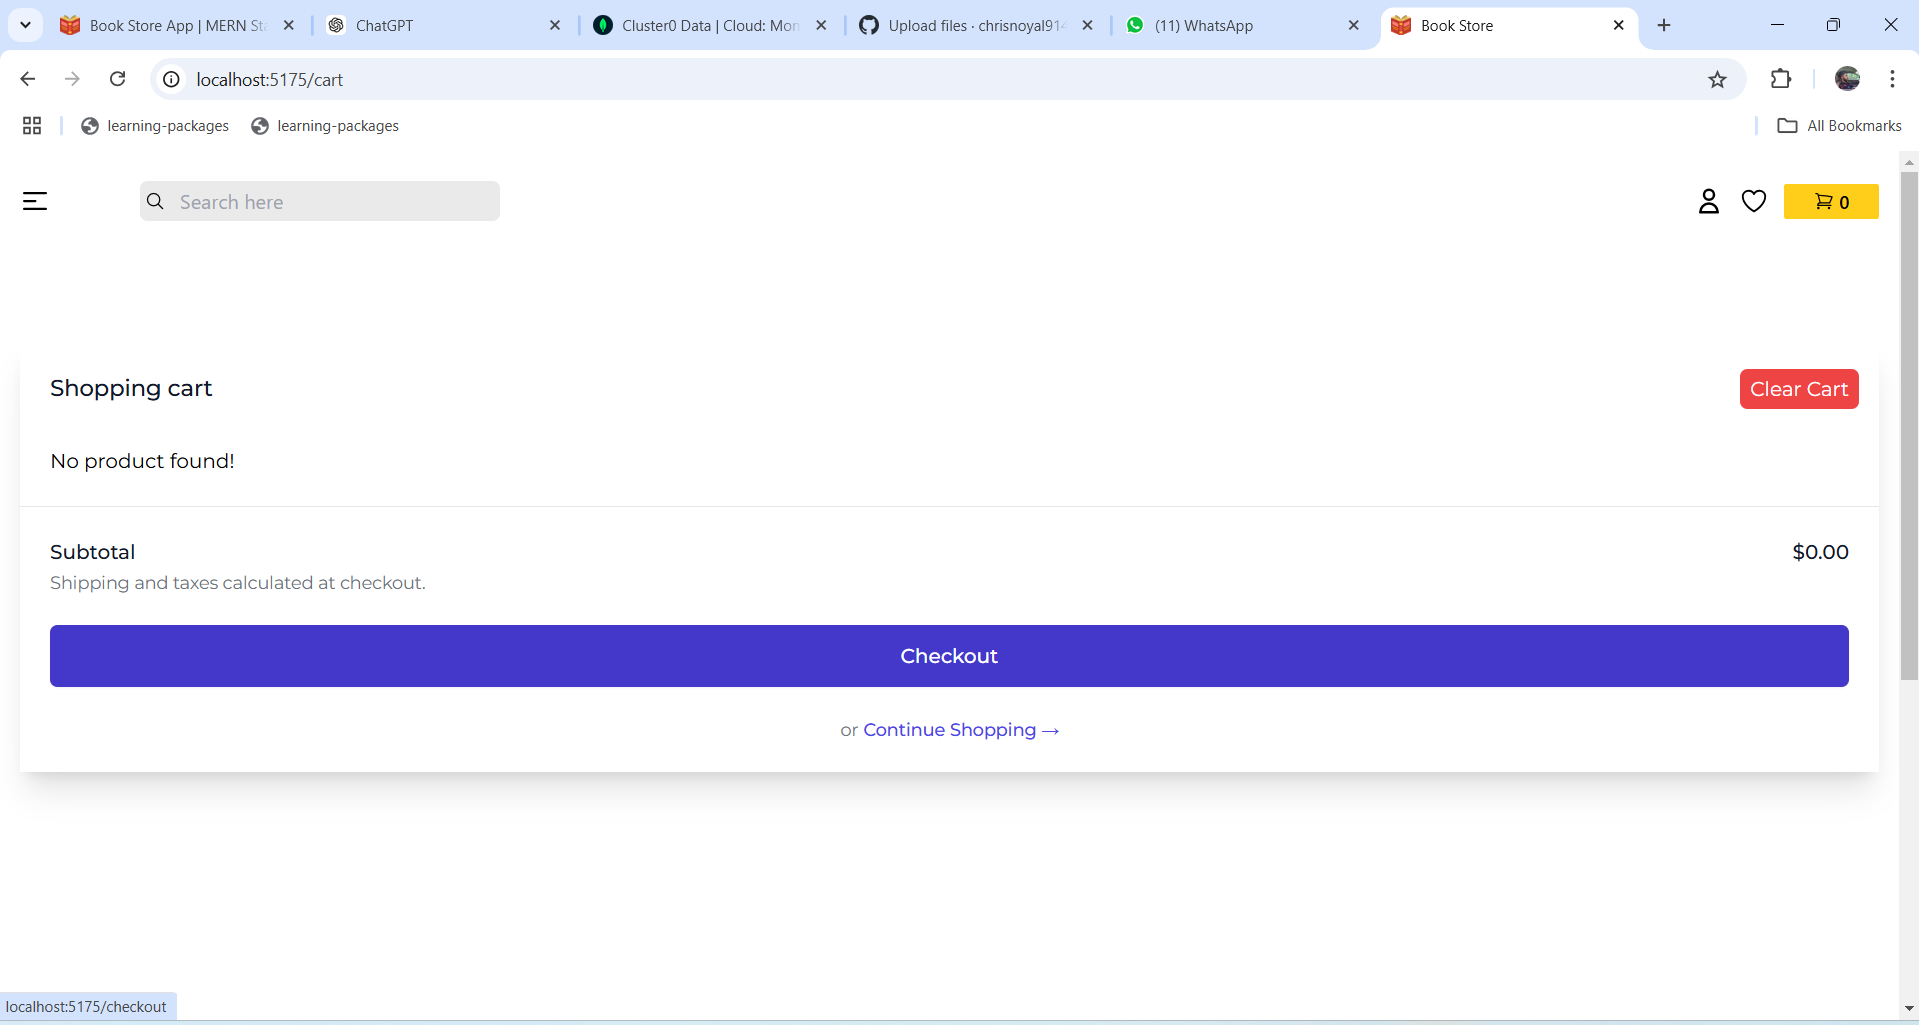 Book Store App | MERN Sta
ChatGPT
Cluster0 Data | Cloud: Mon
Upload files · chrisnoyal914
(11) WhatsApp
Book Store
localhost:5175/cart
learning-packages
learning-packages
All Bookmarks
Search here
0
Shopping cart
Clear Cart
No product found!
Subtotal
$0.00
Shipping and taxes calculated at checkout.
Checkout
or Continue Shopping →
localhost:5175/checkout